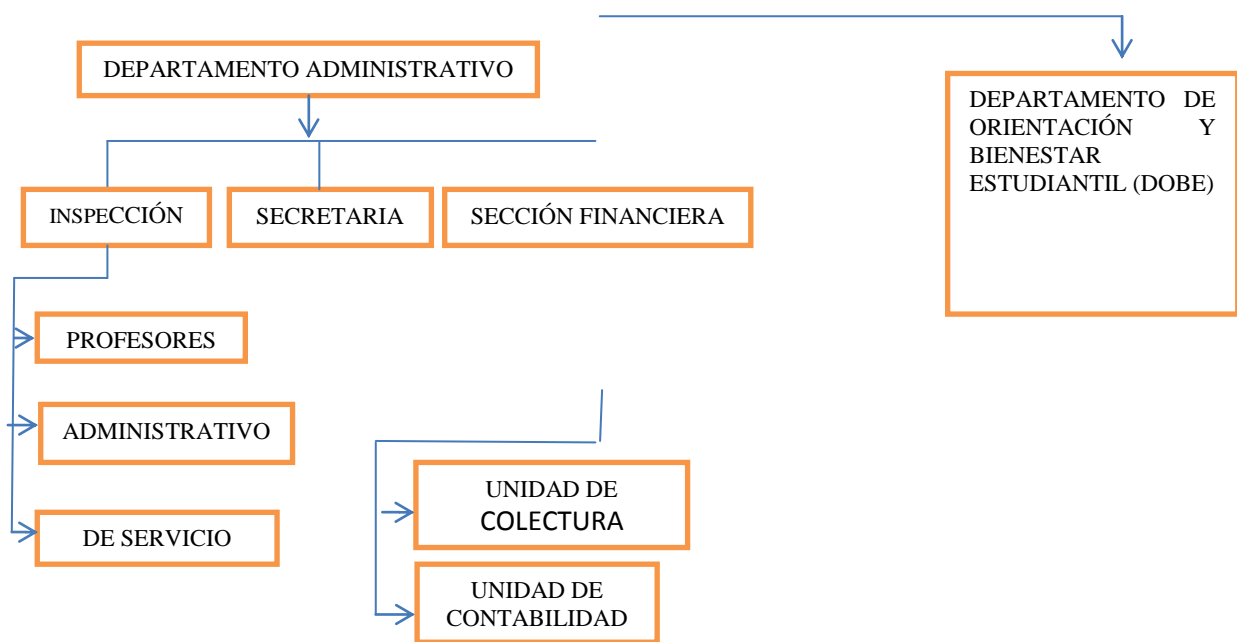 DEPARTAMENTO ADMINISTRATIVO
DEPARTAMENTO DE
ORIENTACIÓN Y
BIENESTAR
ESTUDIANTIL (DOBE)
INSPECCIÓN
SECRETARIA
SECCIÓN FINANCIERA
PROFESORES
ADMINISTRATIVO
DE SERVICIO
UNIDAD DE
COLECTURA
UNIDAD DE
CONTABILIDAD